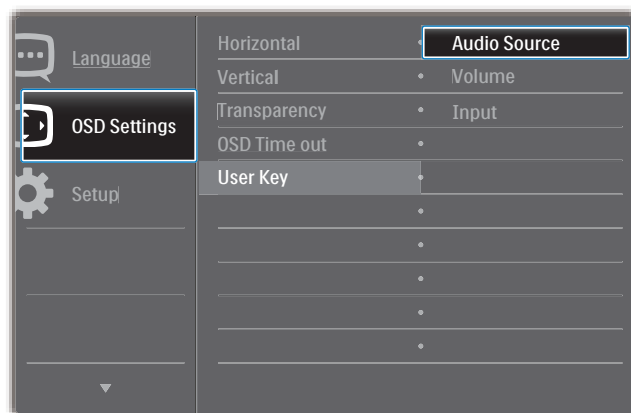 Language
OSD Settings
Setup
Horizontal
Vertical
Transparency
OSD Time out
User Key
Audio Source
Volume
Input